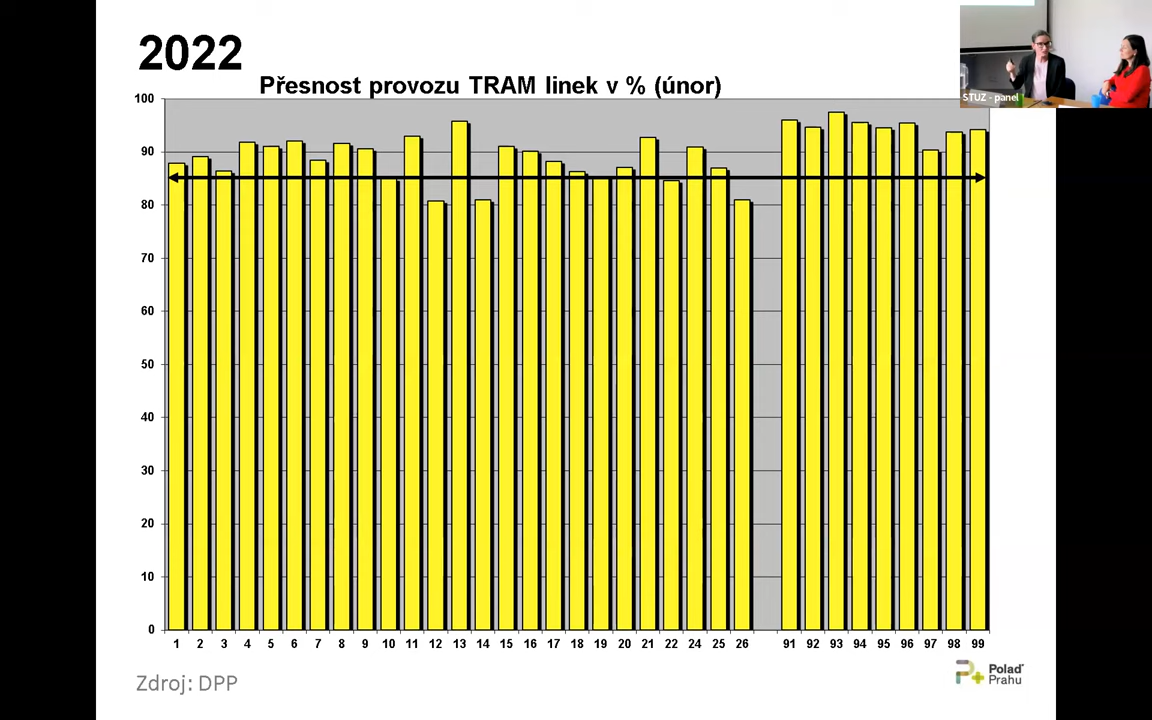 2022
Přesnost provozu TRAM linek v % (únor)
100
90
80
70
60
50
40
30
20
10
0
1 2 3 4 5 6 7 8 9 10 11 12 13 14 15 16 17 18 19 20 21 22 24 25 26 91 92 93 94 95 96 97 98 99
Zdroj: DPP
Polaď
Prahu
STUZ - panel